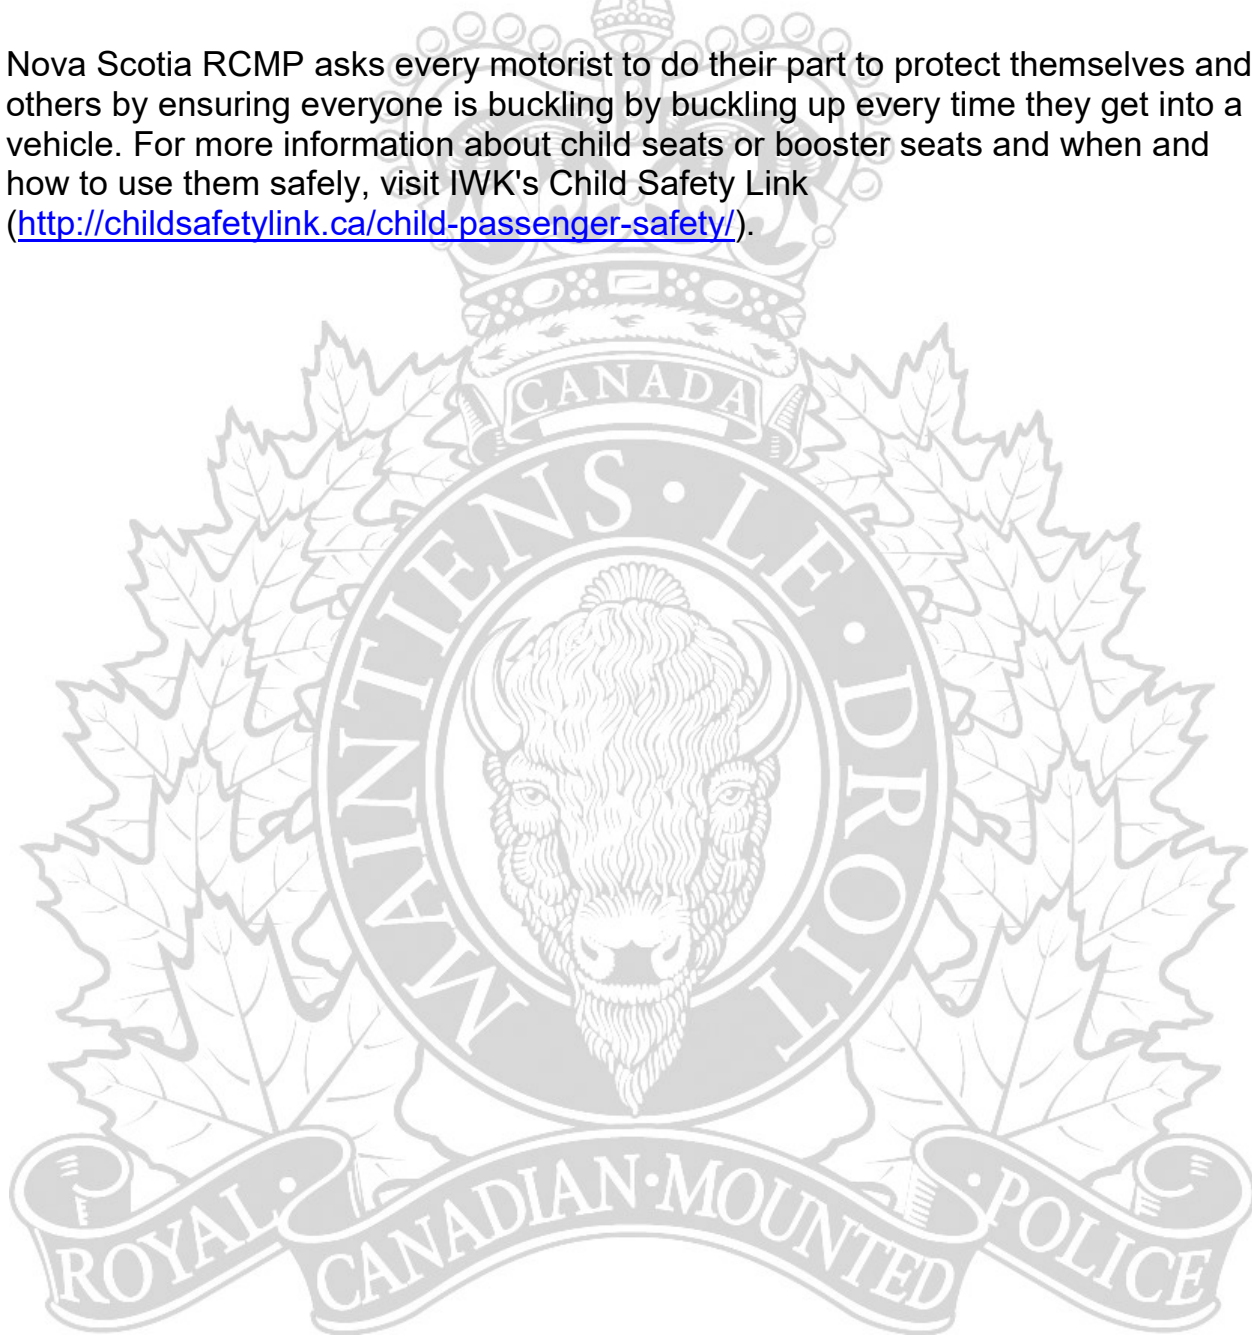 Nova Scotia RCMP asks every motorist to do their part to protect themselves and
others by ensuring everyone is buckling by buckling up every time they get into a
vehicle. For more information about child seats or booster seats and when and
how to use them safely, visit IWK's Child Safety Link
(http://childsafetylink.ca/child-passenger-safety/).
CANADA
MAINTIENS·LE·DROIT
ROYAL·CANADIAN·MOUNTED·POLICE